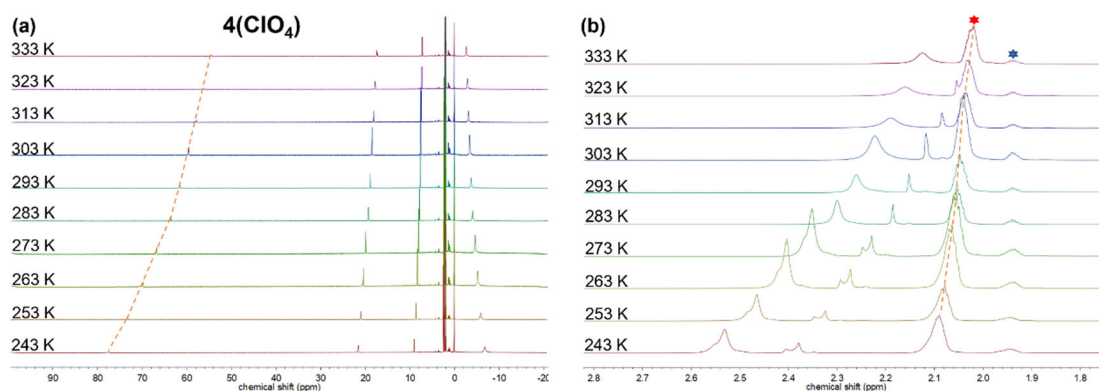 (a) 4(ClO₄)
333 K
323 K
313 K
303 K
293 K
283 K
273 K
263 K
253 K
243 K
90 80 70 60 50 40 30 20 10 0 -10 -20
chemical shift (ppm)
(b)
333 K
323 K
313 K
303 K
293 K
283 K
273 K
263 K
253 K
243 K
2.8 2.7 2.6 2.5 2.4 2.3 2.2 2.1 2.0 1.9 1.8
chemical shift (ppm)